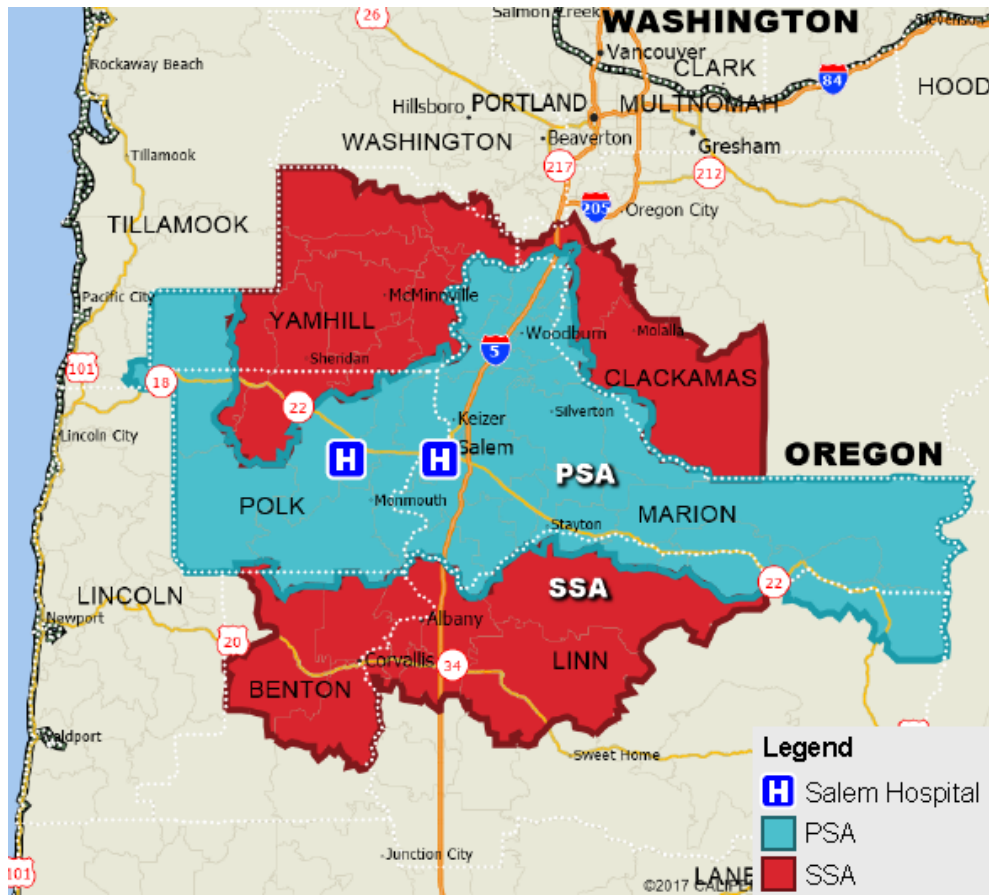 26
Salmon Creek
WASHINGTON
Stevenson
Rockaway Beach
Vancouver
CLARK
84
HOOD
Hillsboro
PORTLAND
MULTNOMAH
WASHINGTON
Beaverton
Gresham
Tillamook
217
212
205
Oregon City
TILLAMOOK
Pacific City
McMinnville
YAMHILL
Woodburn
Molalla
Sheridan
5
101
18
CLACKAMAS
22
Keizer
Silverton
Lincoln City
H
H
Salem
OREGON
PSA
POLK
Monmouth
MARION
Stayton
SSA
22
LINCOLN
Newport
Albany
20
Corvallis
34
LINN
BENTON
Waldport
Sweet Home
Legend
H Salem Hospital
PSA
SSA
Junction City
101
LANE
©2017 CALIPER